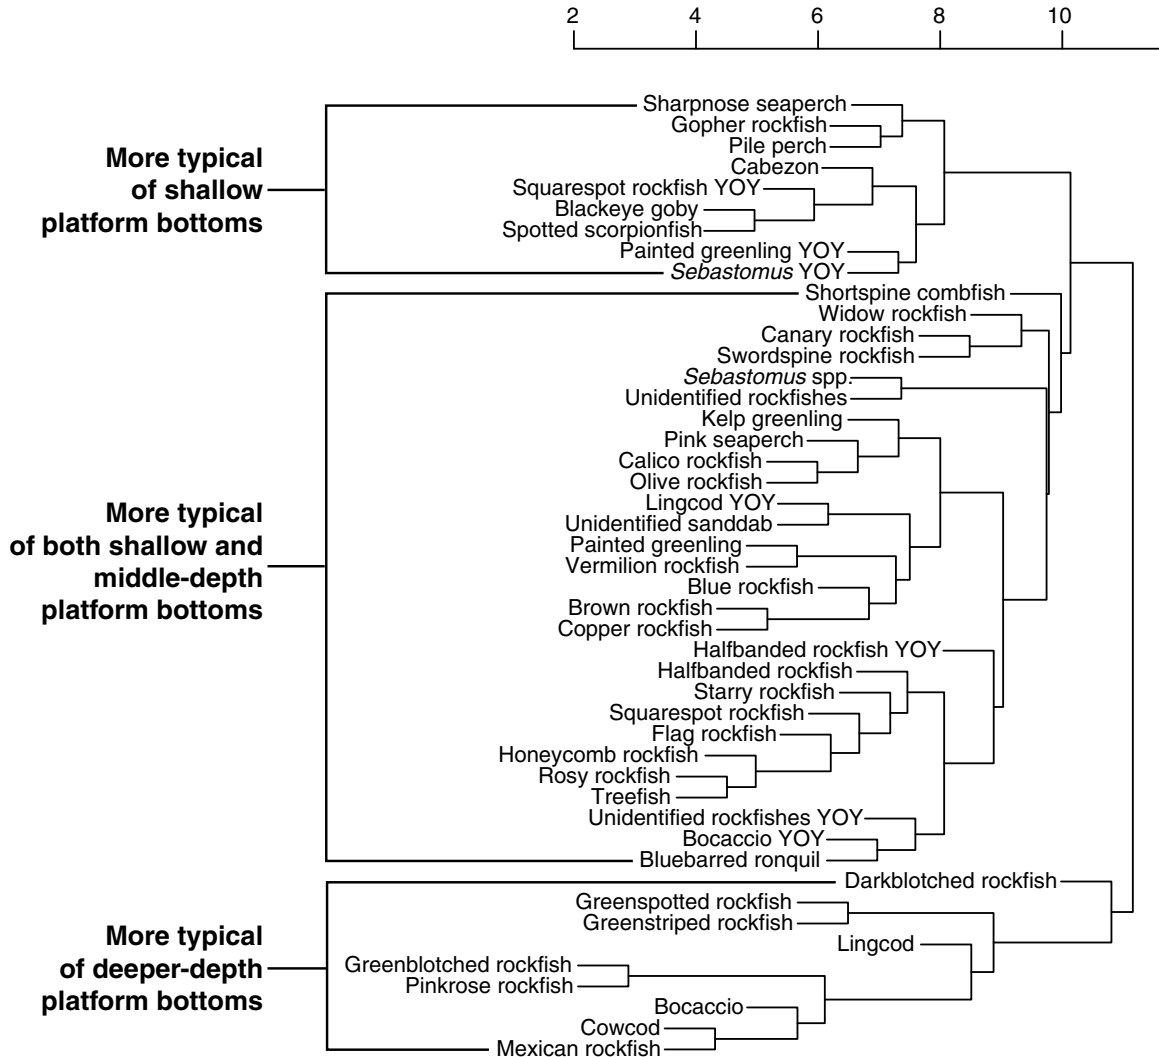 2 4 6 8 10
More typical
of shallow
platform bottoms
Sharpnose seaperch
Gopher rockfish
Pile perch
Cabezon
Squarespot rockfish YOY
Blackeye goby
Spotted scorpionfish
Painted greenling YOY
Sebastomus YOY
More typical
of both shallow and
middle-depth
platform bottoms
Shortspine combfish
Widow rockfish
Canary rockfish
Swordspine rockfish
Sebastomus spp.
Unidentified rockfishes
Kelp greenling
Pink seaperch
Calico rockfish
Olive rockfish
Lingcod YOY
Unidentified sanddab
Painted greenling
Vermilion rockfish
Blue rockfish
Brown rockfish
Copper rockfish
Halfbanded rockfish YOY
Halfbanded rockfish
Starry rockfish
Squarespot rockfish
Flag rockfish
Honeycomb rockfish
Rosy rockfish
Treefish
Unidentified rockfishes YOY
Bocaccio YOY
Bluebarred ronquil
More typical
of deeper-depth
platform bottoms
Darkblotched rockfish
Greenspotted rockfish
Greenstriped rockfish
Lingcod
Greenblotched rockfish
Pinkrose rockfish
Bocaccio
Cowcod
Mexican rockfish